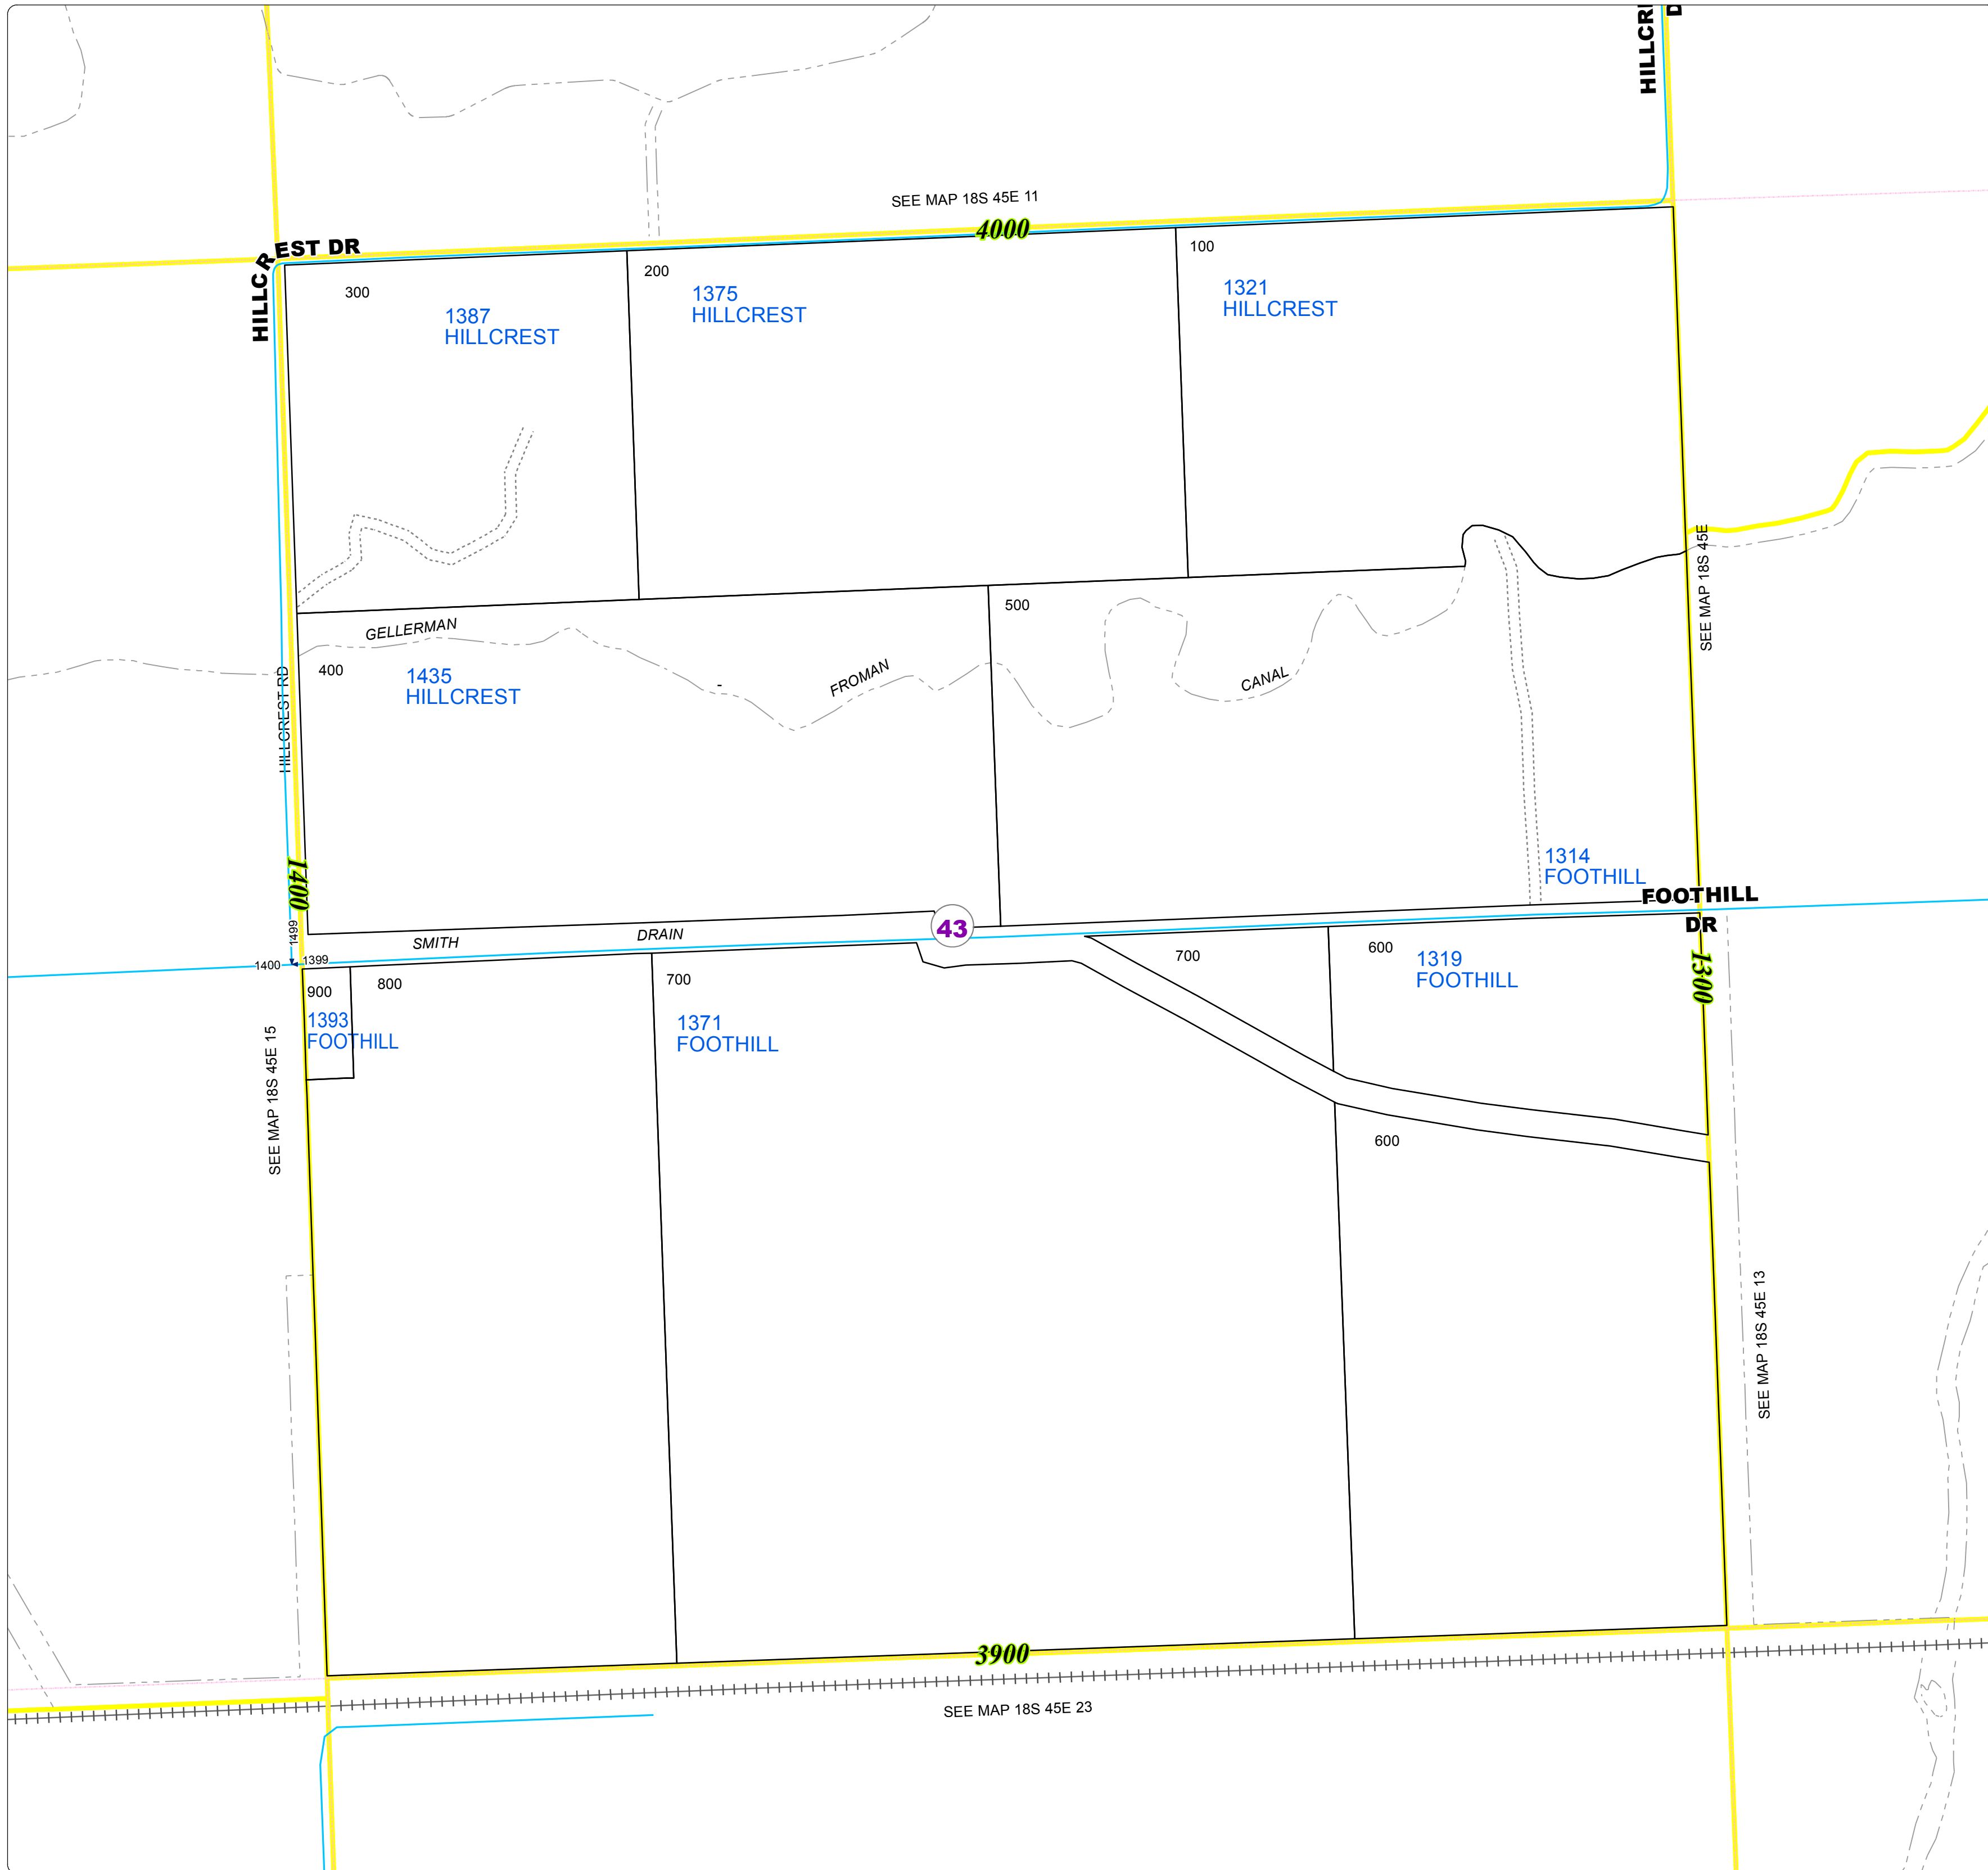 HILLCR
D
SEE MAP 18S 45E 11
4000
HILLCREST DR
300
200
100
1387
HILLCREST
1375
HILLCREST
1321
HILLCREST
SEE MAP 18S 45E
GELLERMAN
-
FROMAN
CANAL
400
1435
HILLCREST
500
HILLCREST RD
1400
1499
1314
FOOTHILL
FOOTHILL
DR
43
SMITH
DRAIN
1400
1399
900
800
700
700
600
1319
FOOTHILL
1300
1393
FOOTHILL
1371
FOOTHILL
SEE MAP 18S 45E 15
600
SEE MAP 18S 45E 13
3900
SEE MAP 18S 45E 23